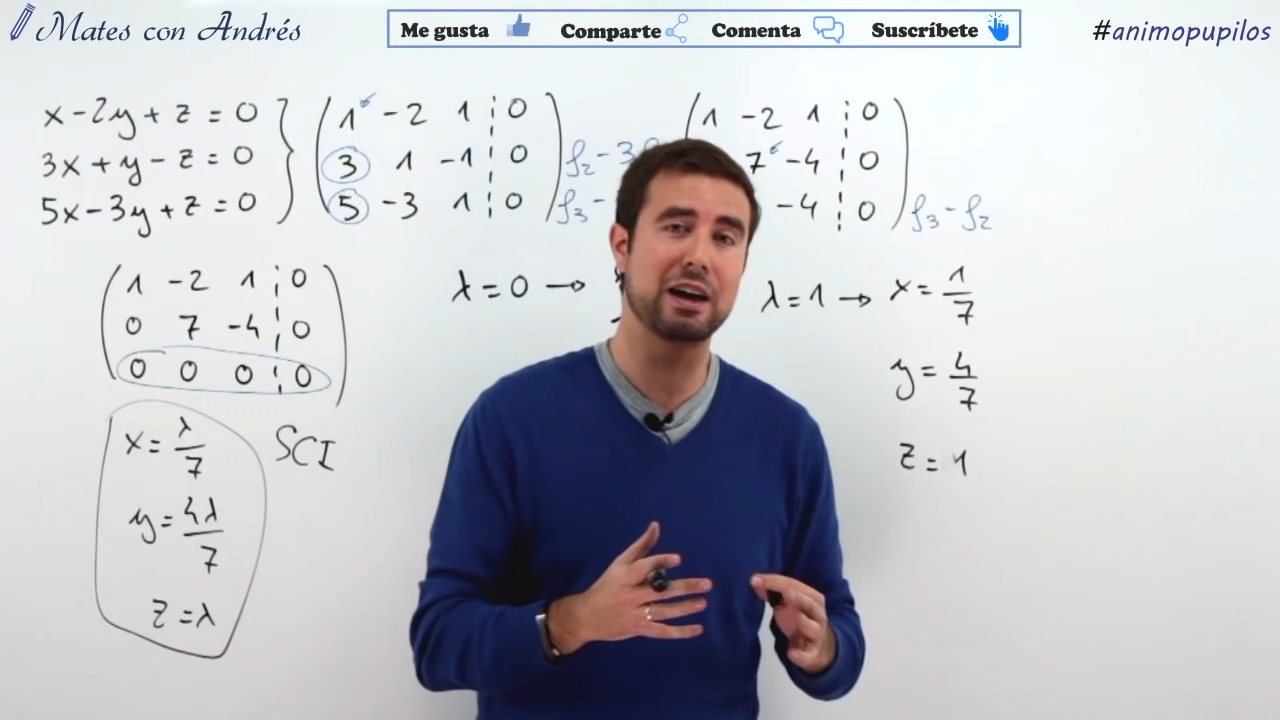 Mates con Andrés
Me gusta Comparte Comenta Suscríbete
#animopupilos
x - 2y + z = 0
3x + y - z = 0
5x - 3y + z = 0
1 -2 1 0
3 1 -1 0
5 -3 1 0
f2 - 3
f3 -
1 -2 1 0
7 -4 0
-4 0
f3 - f2
1 -2 1 0
0 7 -4 0
0 0 0 0
SCI
x = λ/7
y = 4λ/7
z = λ
λ = 0 →
λ = 1 → x = 1/7
y = 4/7
z = 1